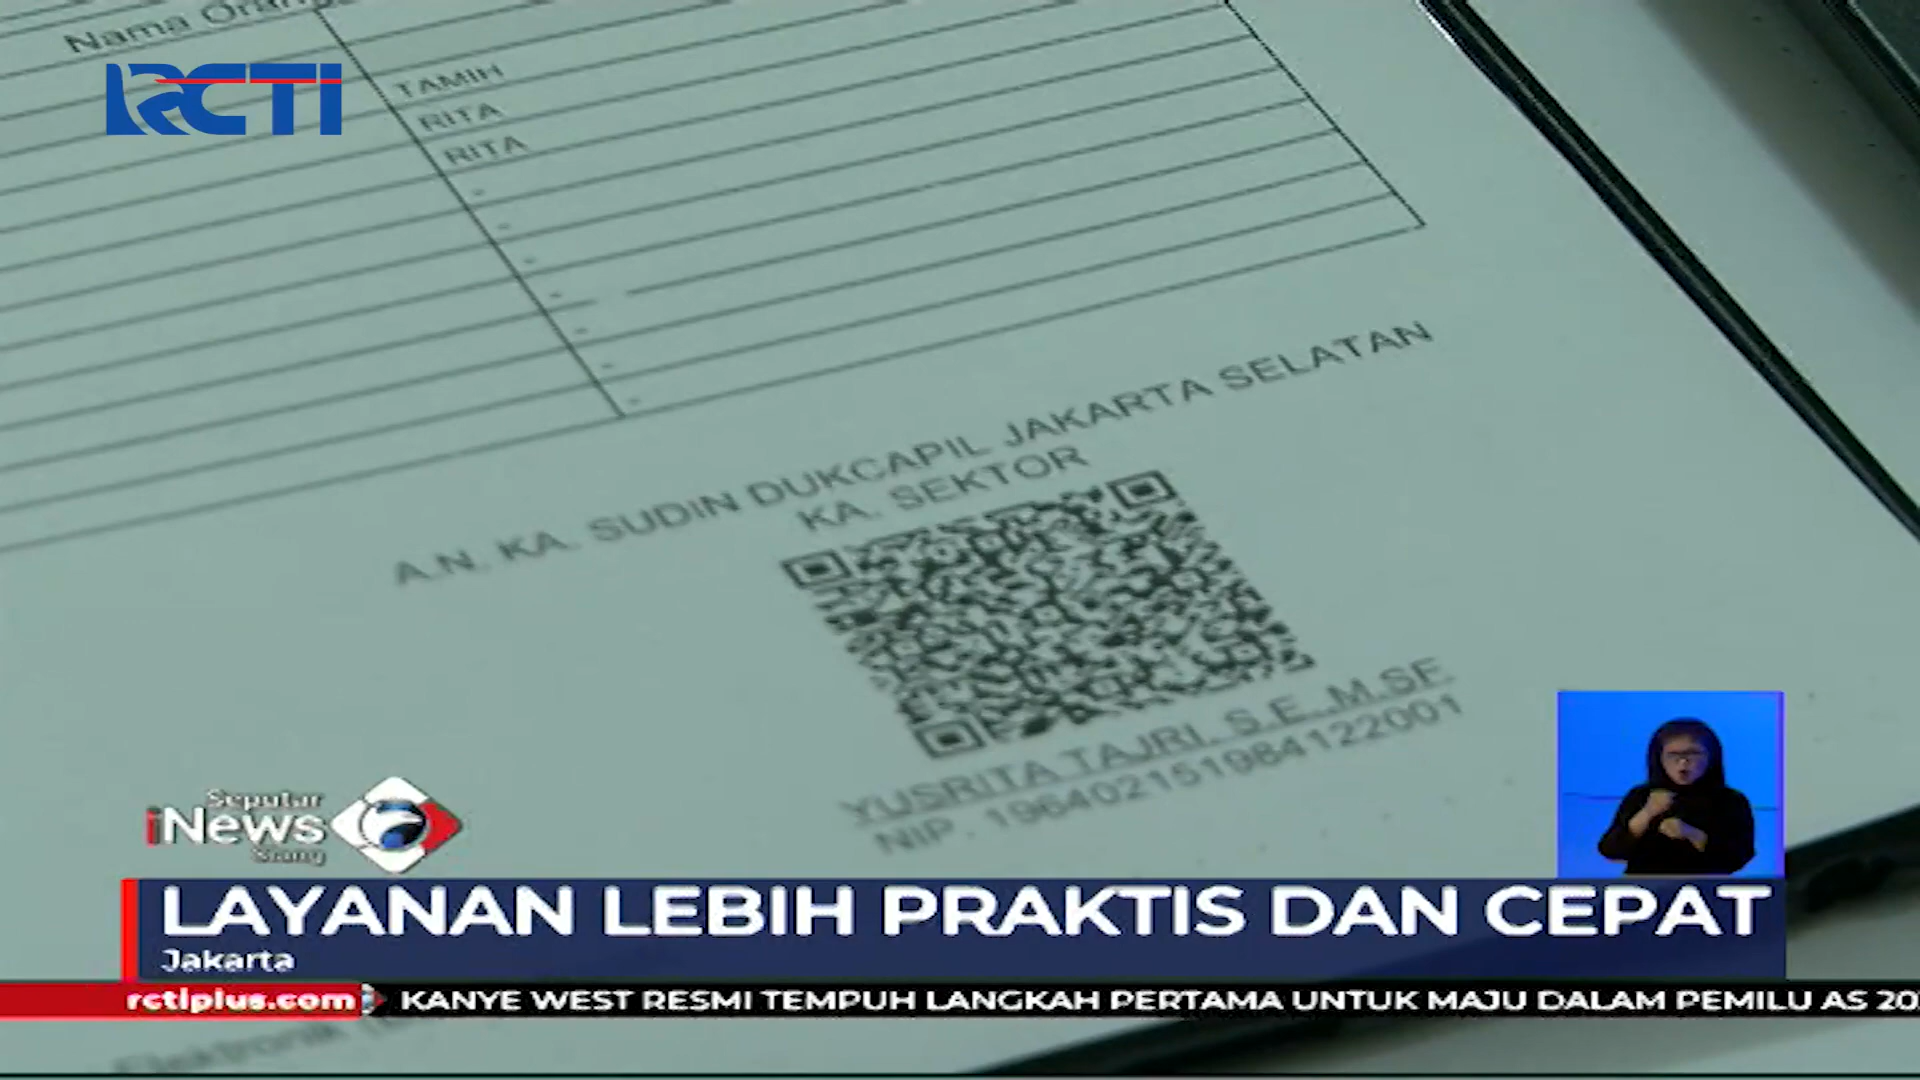 Nama Orang
RCTI
TAMIH
RITA
RITA
A.N. KA. SUDIN DUKCAPIL JAKARTA SELATAN
KA. SEKTOR
YUSRITA TAJRI, S.E.,M.SE.
NIP. 196402151984122001
Seputar
iNews
Siang
LAYANAN LEBIH PRAKTIS DAN CEPAT
Jakarta
rctiplus.com KANYE WEST RESMI TEMPUH LANGKAH PERTAMA UNTUK MAJU DALAM PEMILU AS 202
Elektronik